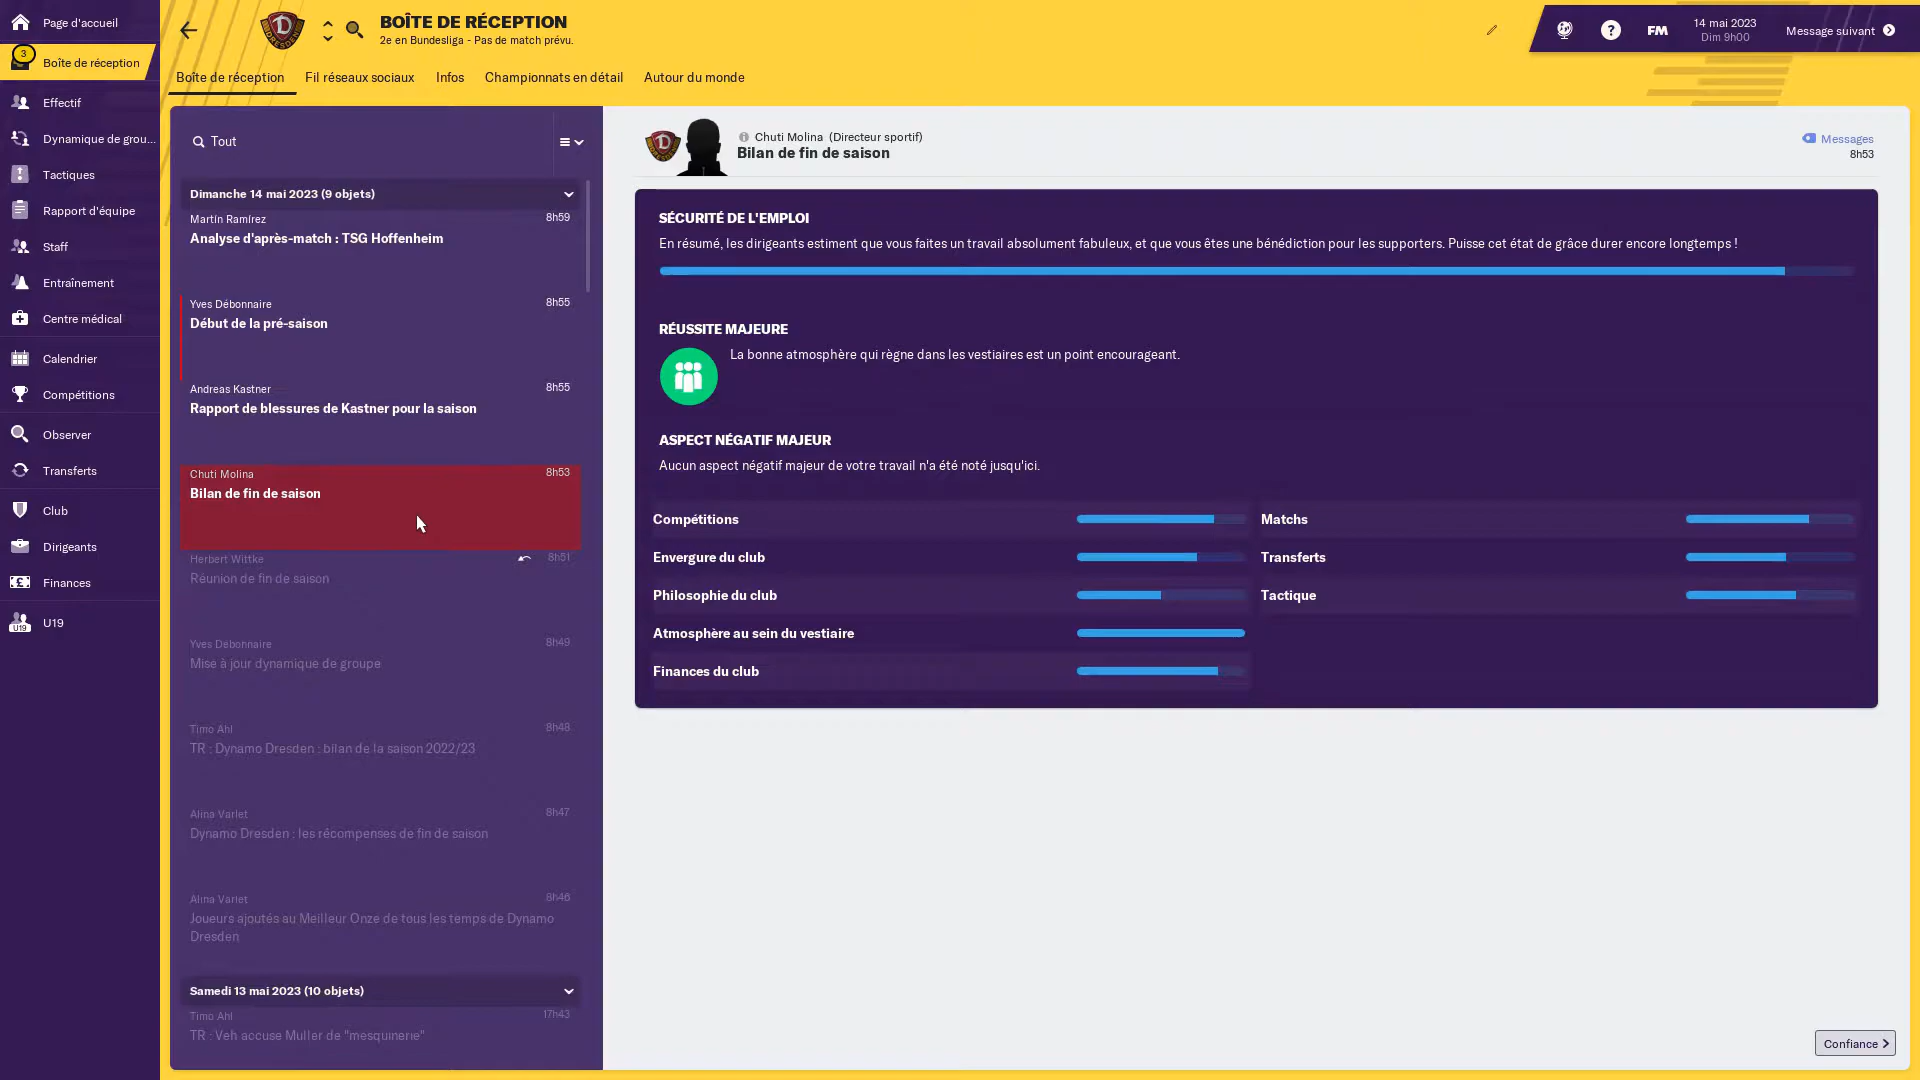 Page d'accueil
3
Boîte de réception
Effectif
Dynamique de grou...
Tactiques
Rapport d'équipe
Staff
Entraînement
Centre médical
Calendrier
Compétitions
Observer
Transferts
Club
Dirigeants
Finances
U19
U19
BOÎTE DE RÉCEPTION
2e en Bundesliga - Pas de match prévu.
FM
14 mai 2023
Dim 9h00
Message suivant
Boîte de réception
Fil réseaux sociaux
Infos
Championnats en détail
Autour du monde
Tout
Dimanche 14 mai 2023 (9 objets)
Martín Ramírez
8h59
Analyse d'après-match : TSG Hoffenheim
Yves Débonnaire
8h55
Début de la pré-saison
Andreas Kastner
8h55
Rapport de blessures de Kastner pour la saison
Chuti Molina
8h53
Bilan de fin de saison
Herbert Wittke
8h51
Réunion de fin de saison
Yves Débonnaire
8h49
Mise à jour dynamique de groupe
Timo Ahl
8h48
TR : Dynamo Dresden : bilan de la saison 2022/23
Alina Varlet
8h47
Dynamo Dresden : les récompenses de fin de saison
Alina Varlet
8h46
Joueurs ajoutés au Meilleur Onze de tous les temps de Dynamo
Dresden
Samedi 13 mai 2023 (10 objets)
Timo Ahl
17h43
TR : Veh accuse Muller de "mesquinerie"
Chuti Molina (Directeur sportif)
Bilan de fin de saison
Messages
8h53
SÉCURITÉ DE L'EMPLOI
En résumé, les dirigeants estiment que vous faites un travail absolument fabuleux, et que vous êtes une bénédiction pour les supporters. Puisse cet état de grâce durer encore longtemps !
RÉUSSITE MAJEURE
La bonne atmosphère qui règne dans les vestiaires est un point encourageant.
ASPECT NÉGATIF MAJEUR
Aucun aspect négatif majeur de votre travail n'a été noté jusqu'ici.
Compétitions
Matchs
Envergure du club
Transferts
Philosophie du club
Tactique
Atmosphère au sein du vestiaire
Finances du club
Confiance